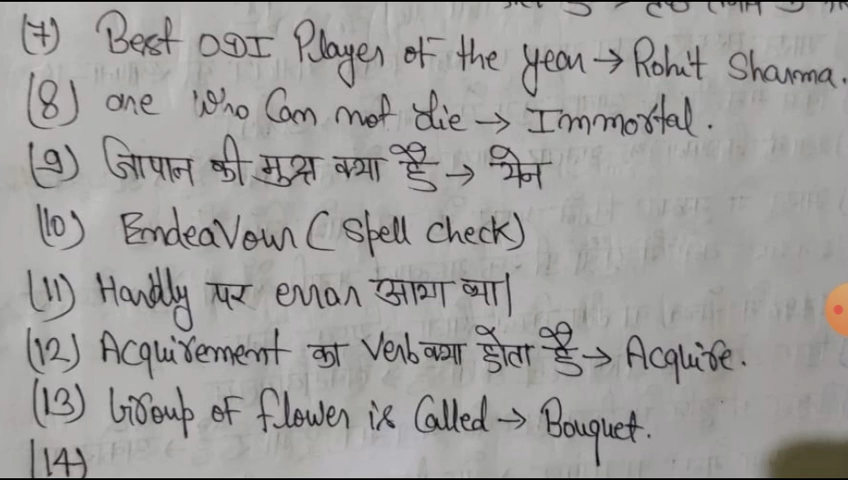 (7) Best ODI Player of the year → Rohit Sharma.
(8) one who Can not die → Immortal.
(9) जापान की मुद्रा क्या है → येन
(10) Endeavour (spell check)
(11) Hardly पर error आया था|
(12) Acquirement का Verb क्या होता है → Acquire.
(13) Group of flower is Called → Bouquet.
(14)